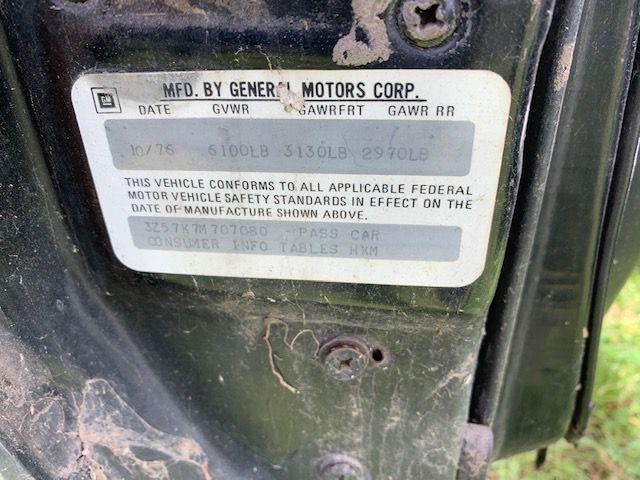 GM MFD. BY GENERAL MOTORS CORP.
DATE GVWR GAWRFRT GAWR RR
10/76 6100LB 3130LB 2970LB
THIS VEHICLE CONFORMS TO ALL APPLICABLE FEDERAL
MOTOR VEHICLE SAFETY STANDARDS IN EFFECT ON THE
DATE OF MANUFACTURE SHOWN ABOVE.
3Z57K7M707080 PASS CAR
CONSUMER INFO TABLES HXM